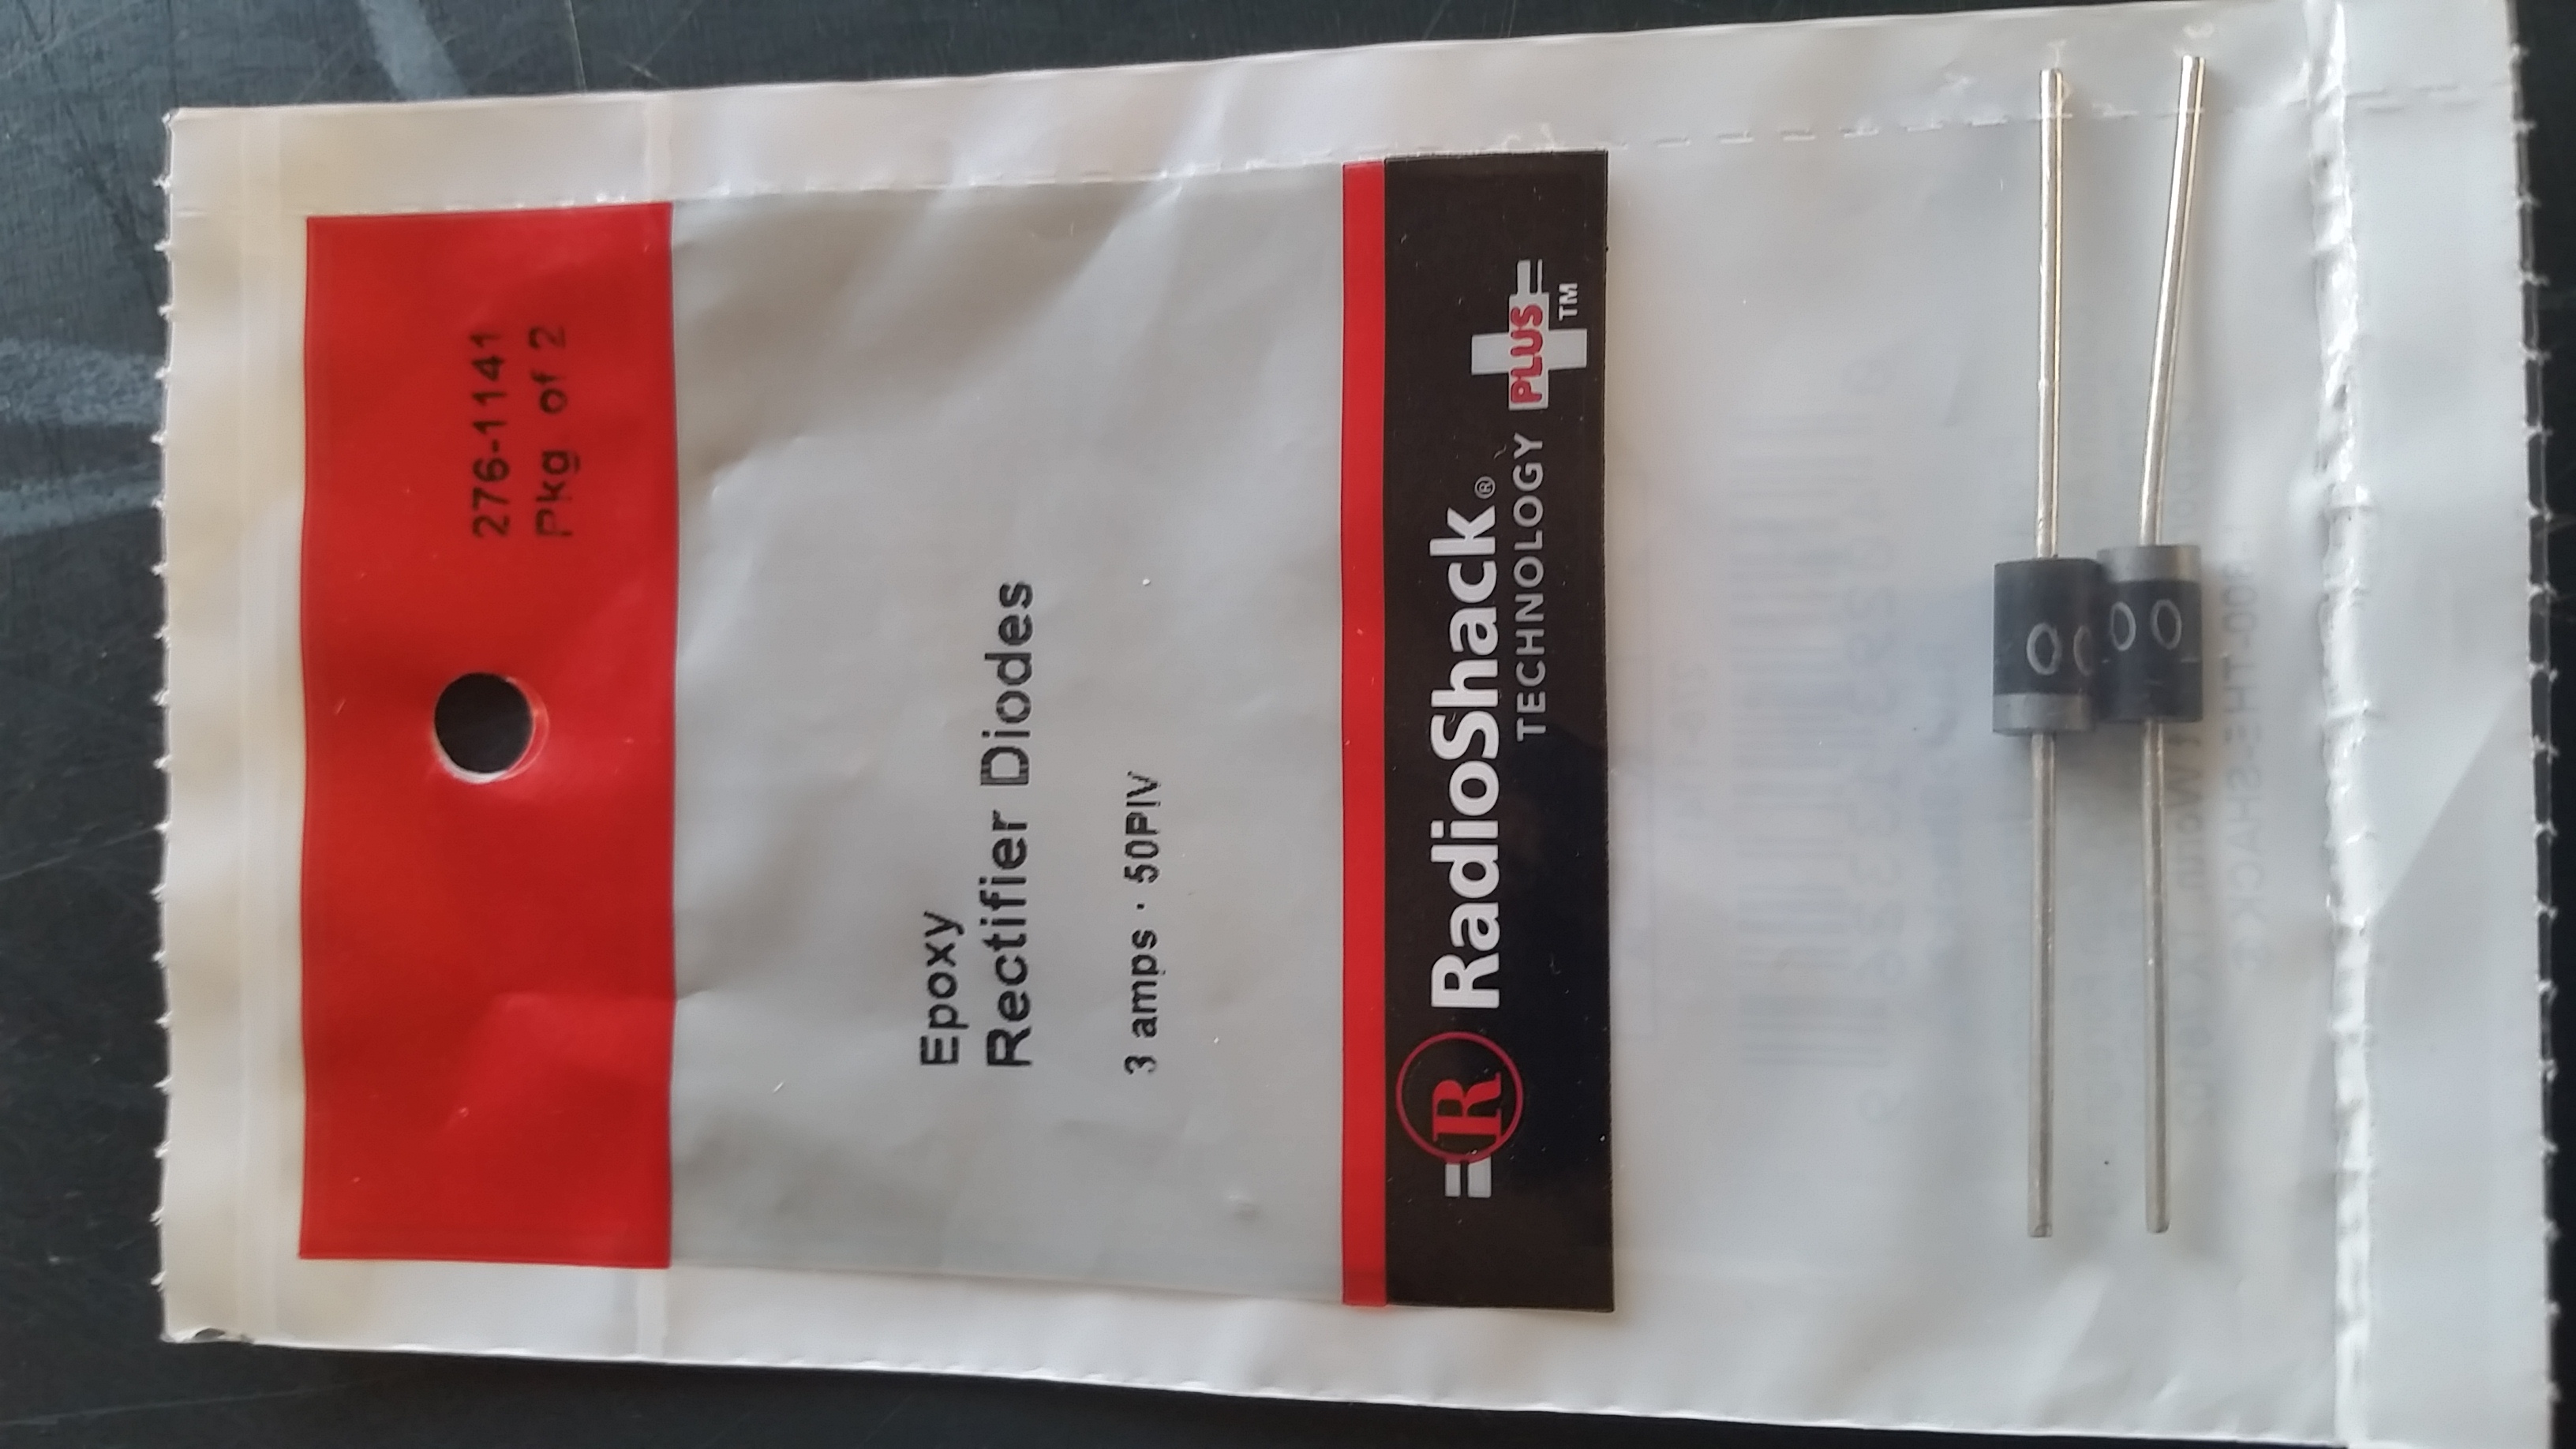 276-1141
Pkg of 2
Epoxy
Rectifier Diodes
3 amps · 50PIV
R RadioShack®
TECHNOLOGY PLUS ™